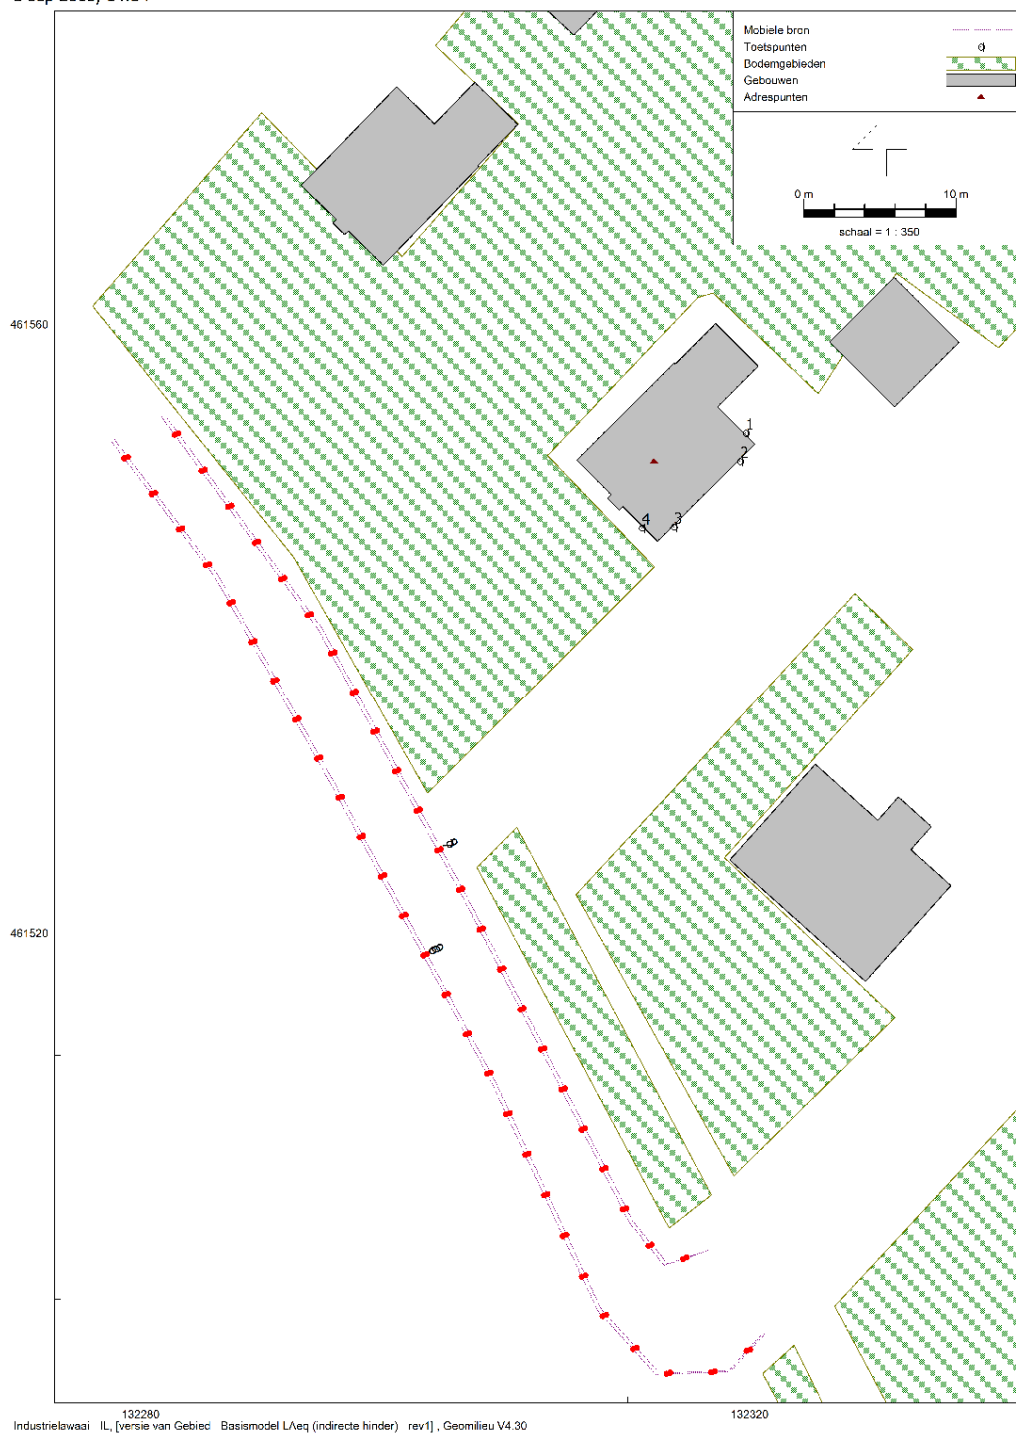 Mobiele bron
Toetspunten
Bodemgebieden
Gebouwen
Adrespunten
0 m 10 m
schaal = 1 : 350
461560
1
2
3
4
461520
132280 132320
Industrielawaai IL, [versie van Gebied Basismodel LAeq (indirecte hinder) rev1] , Geomilieu V4.30